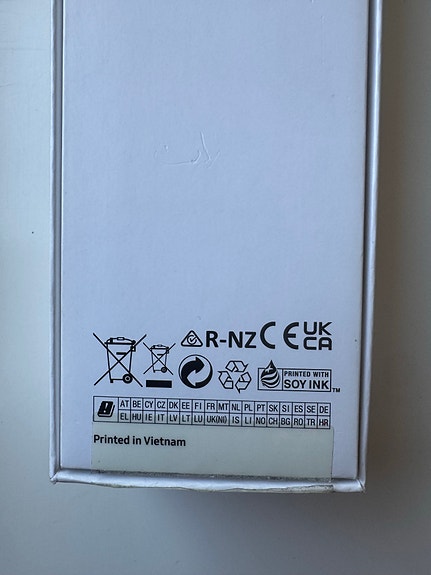 R-NZ CE UK CA
PRINTED WITH
SOY INK™
AT BE CY CZ DK EE FI FR MT NL PL PT SK SI ES SE DE
EL HU IE IT LV LT LU UK(NI) IS LI NO CH BG RO TR HR
Printed in Vietnam